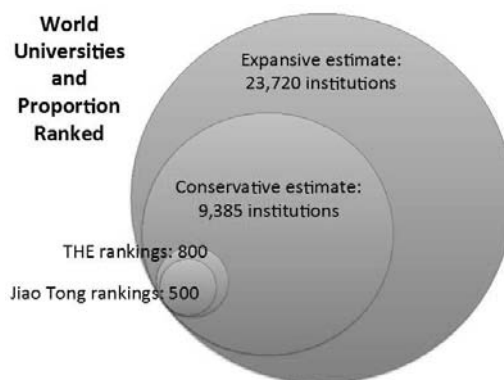 World
Universities
and
Proportion
Ranked
Expansive estimate:
23,720 institutions
Conservative estimate:
9,385 institutions
THE rankings: 800
Jiao Tong rankings: 500